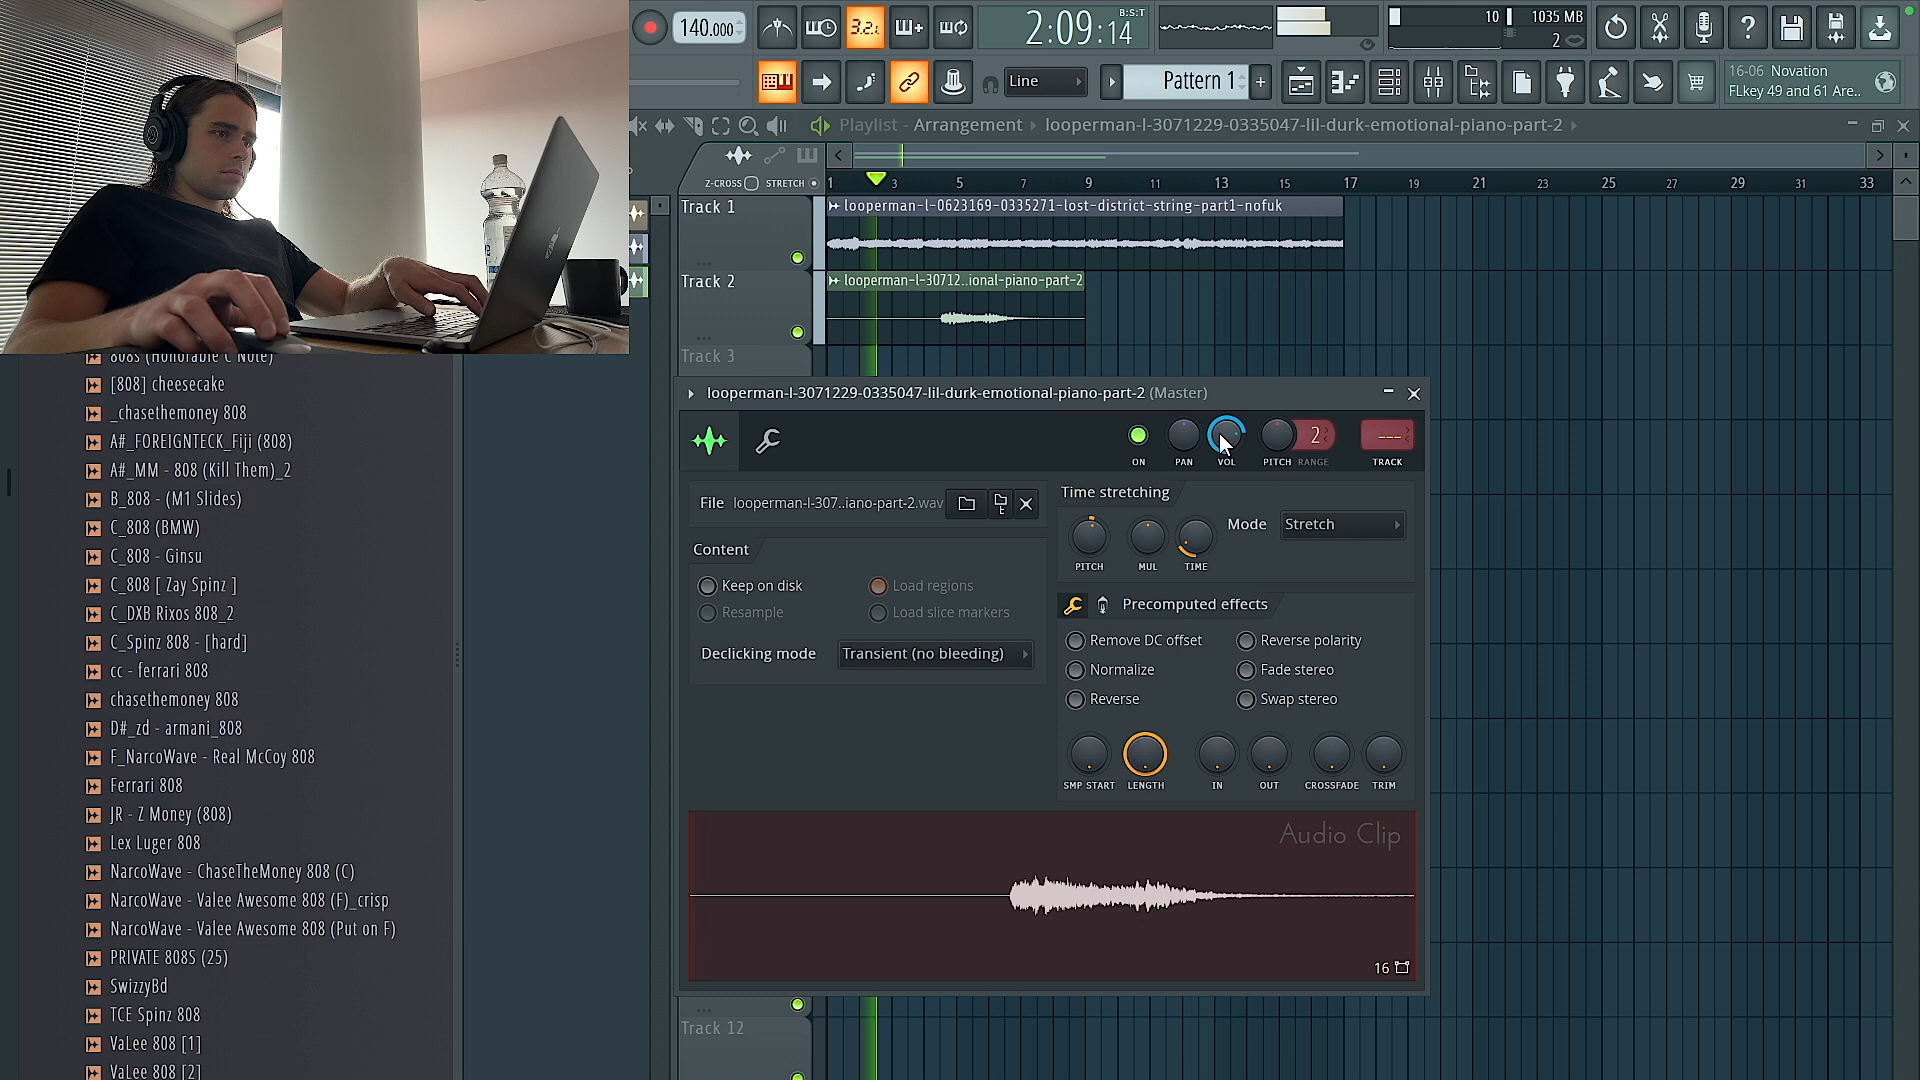 140.000
3.2.1
2:09:14
B:S:T
10
1035 MB
2
Line
Pattern 1
16-06 Novation
FLkey 49 and 61 Are..
Playlist - Arrangement › looperman-l-3071229-0335047-lil-durk-emotional-piano-part-2 ›
Z-CROSS
STRETCH
1 3 5 7 9 11 13 15 17 19 21 23 25 27 29 31 33
Track 1
looperman-l-0623169-0335271-lost-district-string-part1-nofuk
Track 2
looperman-l-30712..ional-piano-part-2
Track 3
looperman-l-3071229-0335047-lil-durk-emotional-piano-part-2 (Master)
2
---
ON
PAN
VOL
PITCH
RANGE
TRACK
File looperman-l-307..iano-part-2.wav
Time stretching
Mode
Stretch
PITCH
MUL
TIME
Content
Keep on disk
Load regions
Resample
Load slice markers
Declicking mode
Transient (no bleeding)
Precomputed effects
Remove DC offset
Reverse polarity
Normalize
Fade stereo
Reverse
Swap stereo
SMP START
LENGTH
IN
OUT
CROSSFADE
TRIM
Audio Clip
16
Track 12
808s (Honorable C Note)
[808] cheesecake
_chasethemoney 808
A#_FOREIGNTECK_Fiji (808)
A#_MM - 808 (Kill Them)_2
B_808 - (M1 Slides)
C_808 (BMW)
C_808 - Ginsu
C_808 [ Zay Spinz ]
C_DXB Rixos 808_2
C_Spinz 808 - [hard]
cc - ferrari 808
chasethemoney 808
D#_zd - armani_808
F_NarcoWave - Real McCoy 808
Ferrari 808
JR - Z Money (808)
Lex Luger 808
NarcoWave - ChaseTheMoney 808 (C)
NarcoWave - Valee Awesome 808 (F)_crisp
NarcoWave - Valee Awesome 808 (Put on F)
PRIVATE 808S (25)
SwizzyBd
TCE Spinz 808
VaLee 808 [1]
VaLee 808 [2]